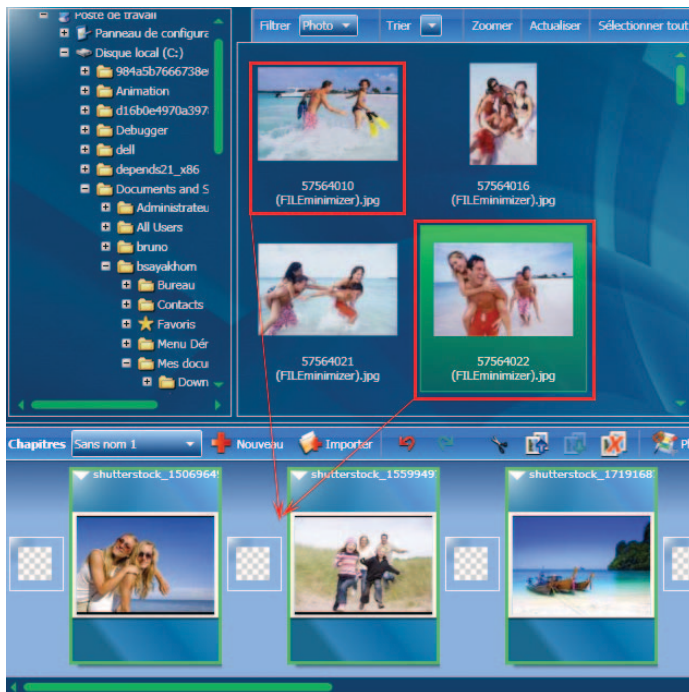 Poste de travail
Panneau de configura
Disque local (C:)
984a5b7666738e
Animation
d16b0e4970a397
Debugger
dell
depends21_x86
Documents and S
Administrateu
All Users
bruno
bsayakhom
Bureau
Contacts
Favoris
Menu Dér
Mes docu
Down
Filtrer Photo Trier Zoomer Actualiser Sélectionner tout
57564010
(FILEminimizer).jpg
57564016
(FILEminimizer).jpg
57564021
(FILEminimizer).jpg
57564022
(FILEminimizer).jpg
Chapitres Sans nom 1 Nouveau Importer
shutterstock_1506964
shutterstock_1559949
shutterstock_1719168